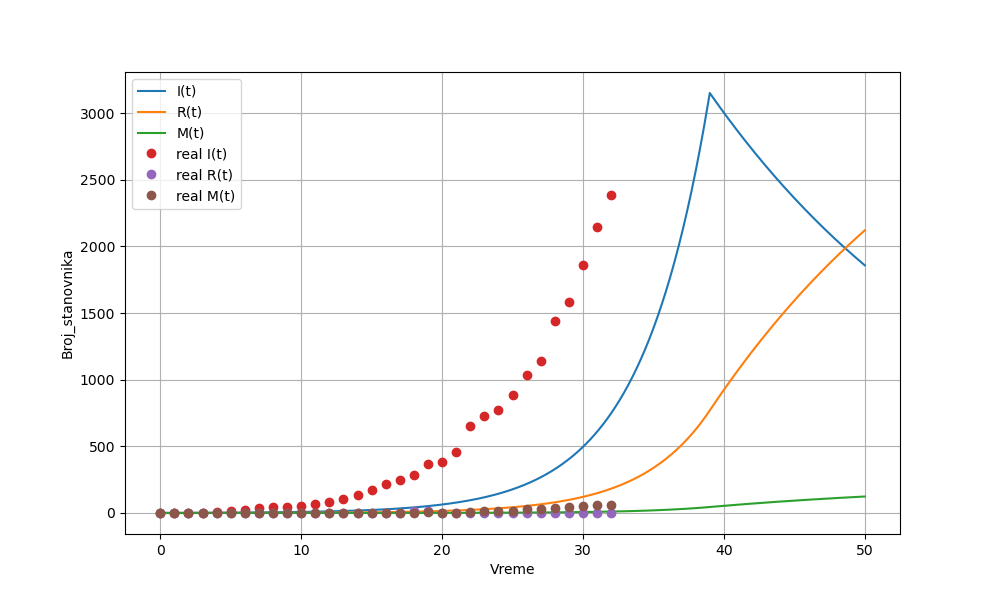 I(t)
R(t)
M(t)
real I(t)
real R(t)
real M(t)
3000
2500
2000
1500
1000
500
0
Broj_stanovnika
0 10 20 30 40 50
Vreme